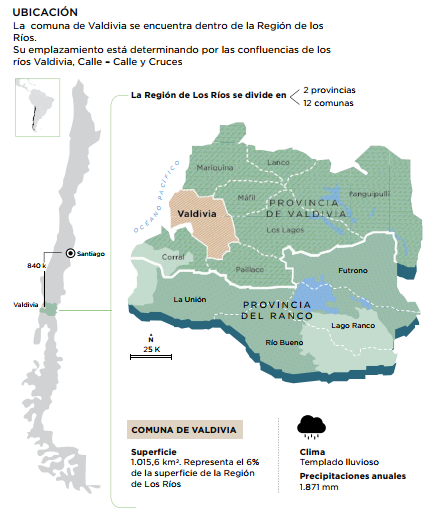 UBICACIÓN
La comuna de Valdivia se encuentra dentro de la Región de los
Ríos.
Su emplazamiento está determinando por las confluencias de los
ríos Valdivia, Calle – Calle y Cruces
La Región de Los Ríos se divide en
2 provincias
12 comunas
OCEANO PACÍFICO
Mariquina
Lanco
Panguipulli
Máfil
Valdivia
PROVINCIA
DE VALDIVIA
Los Lagos
Corral
Paillaco
Futrono
La Unión
PROVINCIA
DEL RANCO
Lago Ranco
Río Bueno
Santiago
840 k
Valdivia
N
25 K
COMUNA DE VALDIVIA
Superficie
1.015,6 km². Representa el 6%
de la superficie de la Región
de Los Ríos
Clima
Templado lluvioso
Precipitaciones anuales
1.871 mm